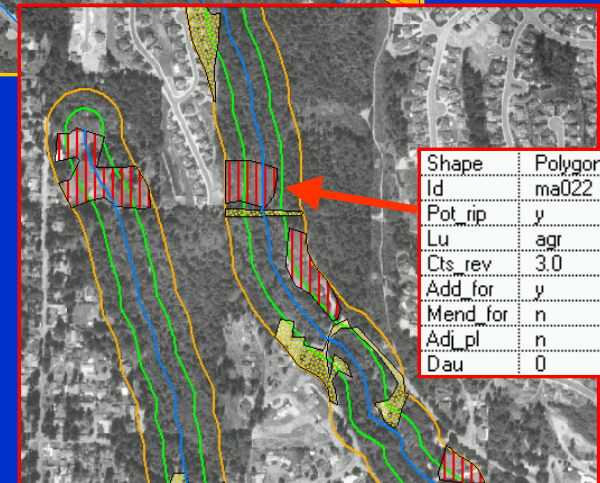 Shape Polygon
Id ma022
Pot_rip y
Lu agr
Cts_rev 3.0
Add_for y
Mend_for n
Adj_pl n
Dau 0